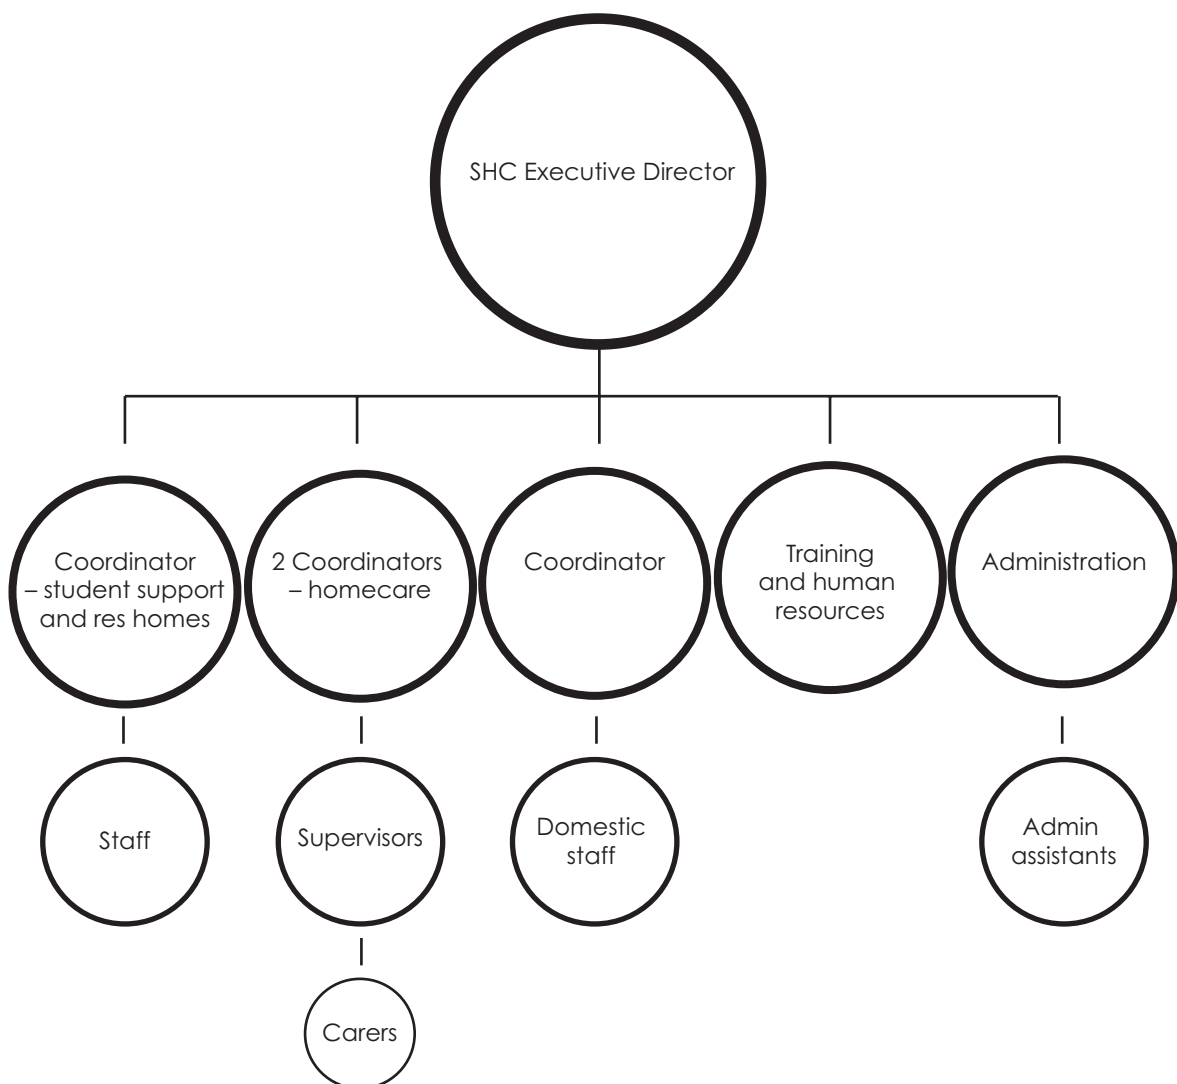 SHC Executive Director
Coordinator
– student support
and res homes
2 Coordinators
– homecare
Coordinator
Training
and human
resources
Administration
Staff
Supervisors
Domestic
staff
Admin
assistants
Carers